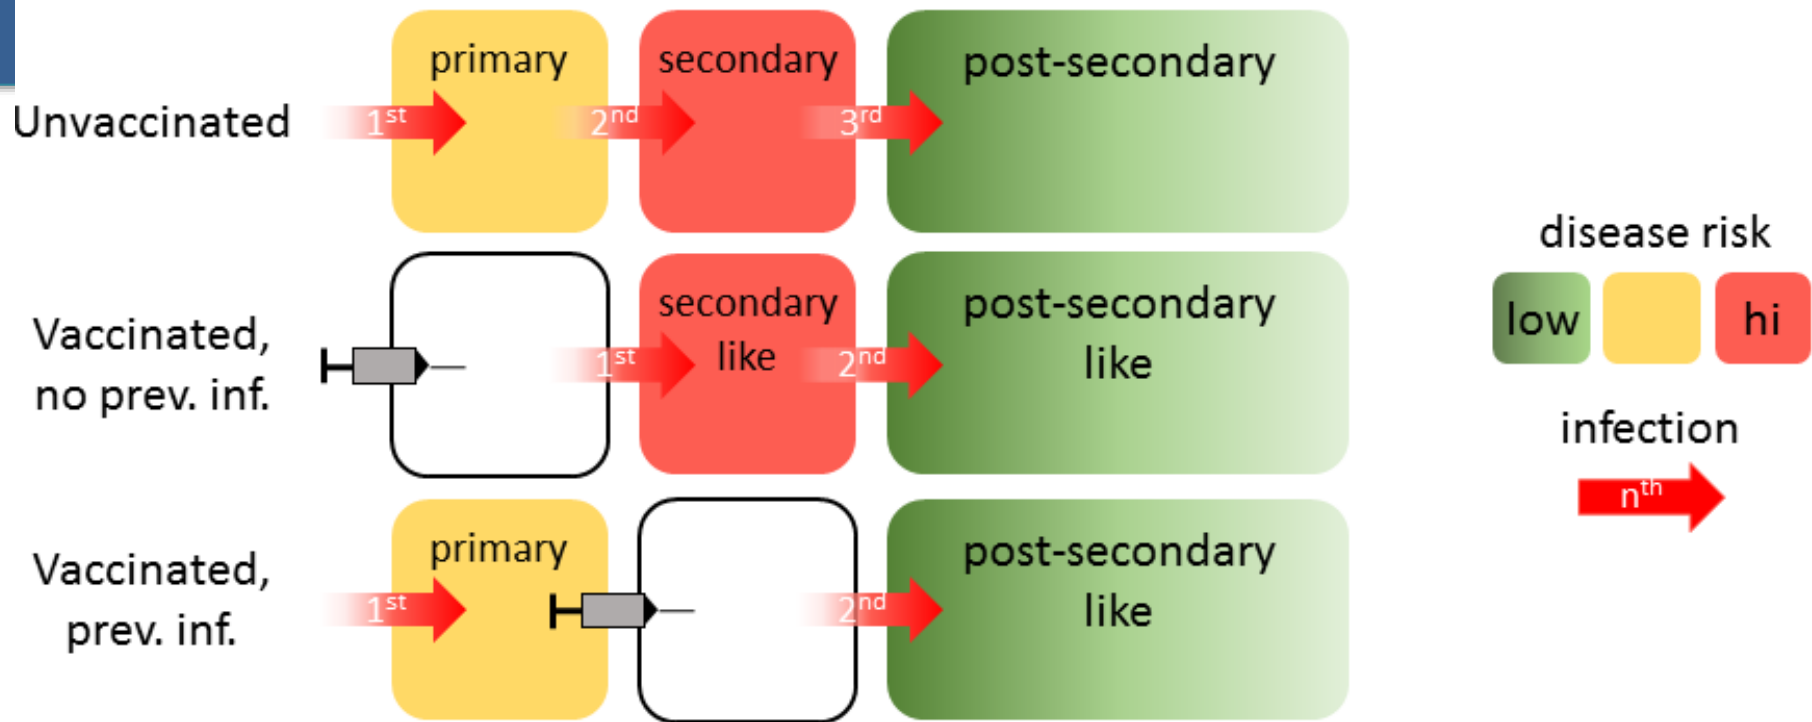 primary
secondary
post-secondary
Unvaccinated
1st
2nd
3rd
Vaccinated,
no prev. inf.
1st
secondary
like
2nd
post-secondary
like
Vaccinated,
prev. inf.
primary
1st
2nd
post-secondary
like
disease risk
low
hi
infection
nth